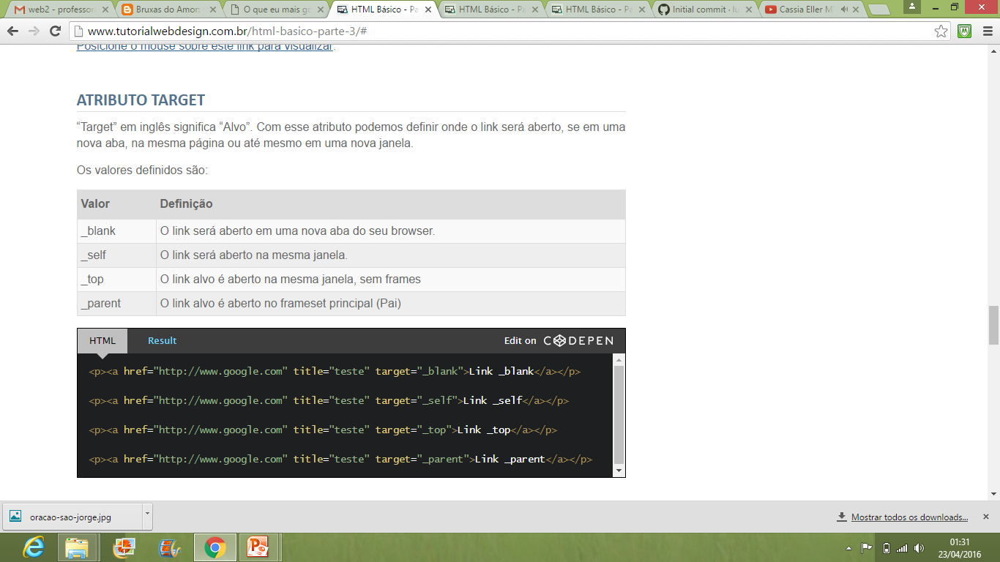 web2 - professor
Bruxas do Amor:
O que eu mais go
HTML Básico - Pa
HTML Básico - Pa
HTML Básico - Pa
Initial commit · lu
Cassia Eller M
www.tutorialwebdesign.com.br/html-basico-parte-3/#
Posicione o mouse sobre este link para visualizar.
ATRIBUTO TARGET
“Target” em inglês significa “Alvo”. Com esse atributo podemos definir onde o link será aberto, se em uma
nova aba, na mesma página ou até mesmo em uma nova janela.
Os valores definidos são:
Valor Definição
_blank O link será aberto em uma nova aba do seu browser.
_self O link será aberto na mesma janela.
_top O link alvo é aberto na mesma janela, sem frames
_parent O link alvo é aberto no frameset principal (Pai)
HTML Result Edit on CODEPEN
<p><a href="http://www.google.com" title="teste" target="_blank">Link _blank</a></p>
<p><a href="http://www.google.com" title="teste" target="_self">Link _self</a></p>
<p><a href="http://www.google.com" title="teste" target="_top">Link _top</a></p>
<p><a href="http://www.google.com" title="teste" target="_parent">Link _parent</a></p>
oracao-sao-jorge.jpg
Mostrar todos os downloads...
01:31
23/04/2016